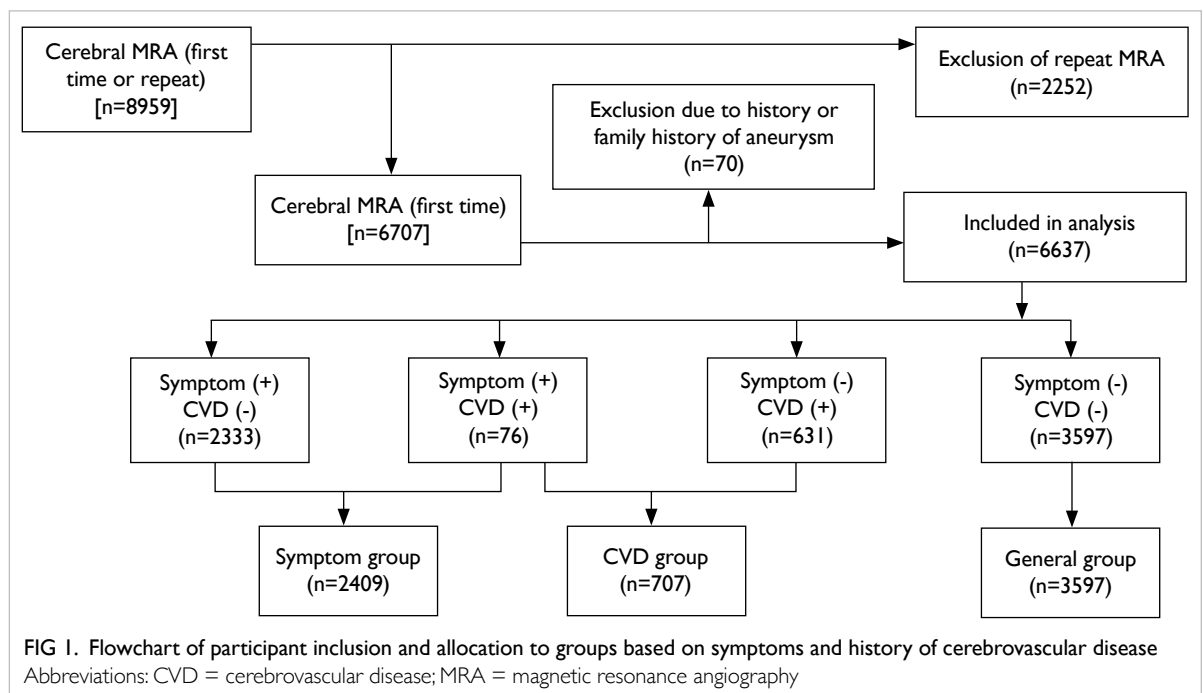 Cerebral MRA (first
time or repeat)
[n=8959]
Exclusion of repeat MRA
(n=2252)
Exclusion due to history or
family history of aneurysm
(n=70)
Cerebral MRA (first time)
[n=6707]
Included in analysis
(n=6637)
Symptom (+)
CVD (-)
(n=2333)
Symptom (+)
CVD (+)
(n=76)
Symptom (-)
CVD (+)
(n=631)
Symptom (-)
CVD (-)
(n=3597)
Symptom group
(n=2409)
CVD group
(n=707)
General group
(n=3597)
FIG 1. Flowchart of participant inclusion and allocation to groups based on symptoms and history of cerebrovascular disease
Abbreviations: CVD = cerebrovascular disease; MRA = magnetic resonance angiography